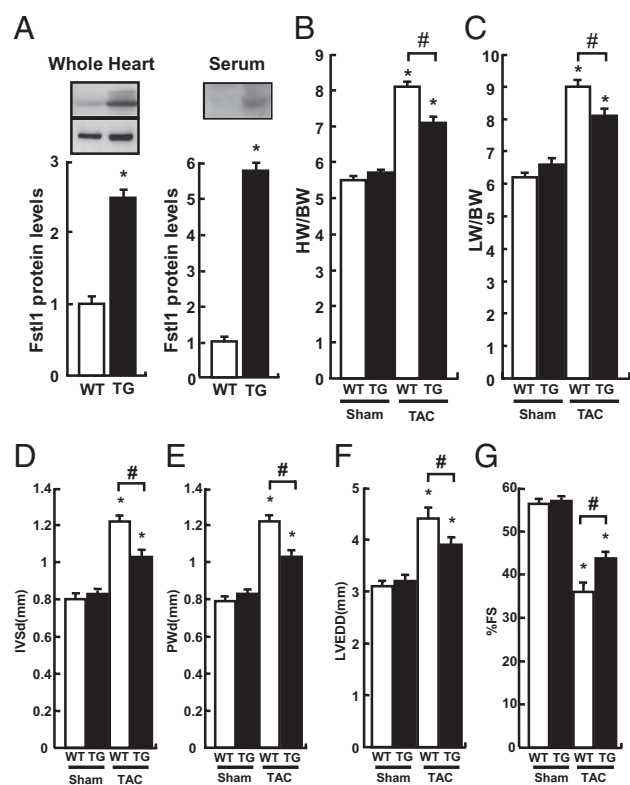 A
Whole Heart
Serum
Fstl1 protein levels
3
2
1
0
*
WT TG
Fstl1 protein levels
6
5
4
3
2
1
0
*
WT TG
B
HW/BW
9
8
7
6
5
4
3
2
1
0
#
*
*
WT TG WT TG
Sham TAC
C
LW/BW
10
9
8
7
6
5
4
3
2
1
0
#
*
*
WT TG WT TG
Sham TAC
D
IVSd(mm)
1.4
1.2
1
0.8
0.6
0.4
0.2
0
#
*
*
WT TG WT TG
Sham TAC
E
PWd(mm)
1.4
1.2
1
0.8
0.6
0.4
0.2
0
#
*
*
WT TG WT TG
Sham TAC
F
LVEDD(mm)
5
4
3
2
1
0
#
*
*
WT TG WT TG
Sham TAC
G
%FS
60
50
40
30
20
10
0
#
*
*
WT TG WT TG
Sham TAC